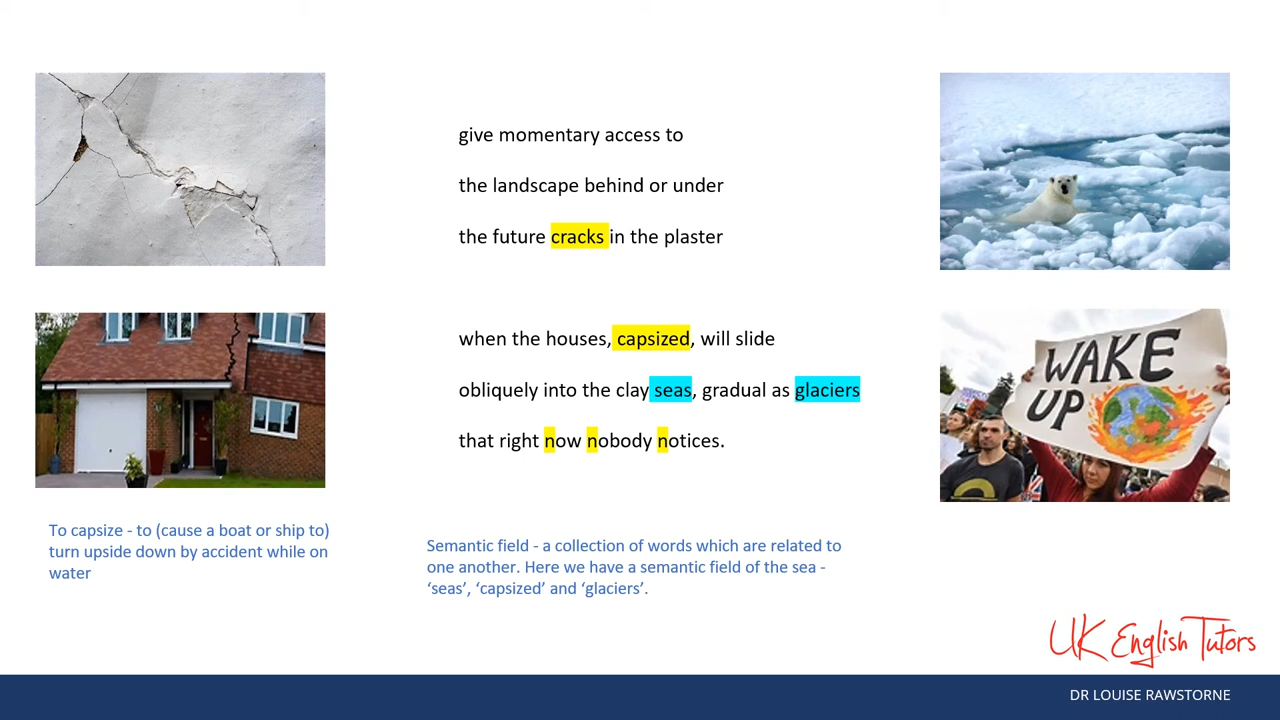 give momentary access to
the landscape behind or under
the future cracks in the plaster
when the houses, capsized, will slide
obliquely into the clay seas, gradual as glaciers
that right now nobody notices.
WAKE
UP
To capsize - to (cause a boat or ship to)
turn upside down by accident while on
water
Semantic field - a collection of words which are related to
one another. Here we have a semantic field of the sea -
‘seas’, ‘capsized’ and ‘glaciers’.
UK English Tutors
DR LOUISE RAWSTORNE